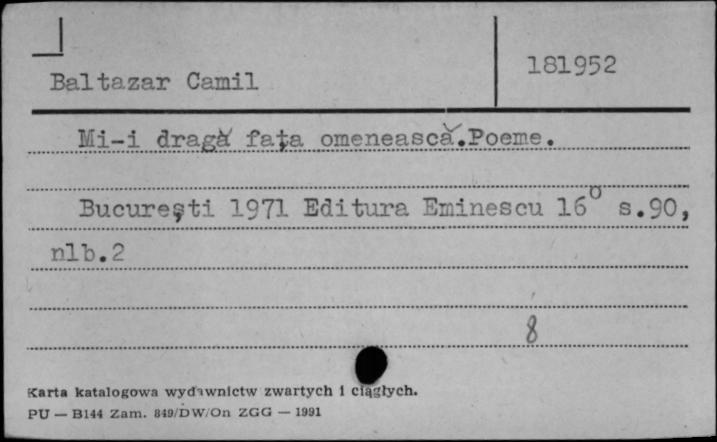 Baltazar Camil
181952
Mi-i dragă fața omenească.Poeme.
București 1971 Editura Eminescu 16° s.90,
nlb.2
8
Karta katalogowa wydawnictw zwartych i ciągłych.
PU — B144 Zam. 849/DW/On ZGG — 1991